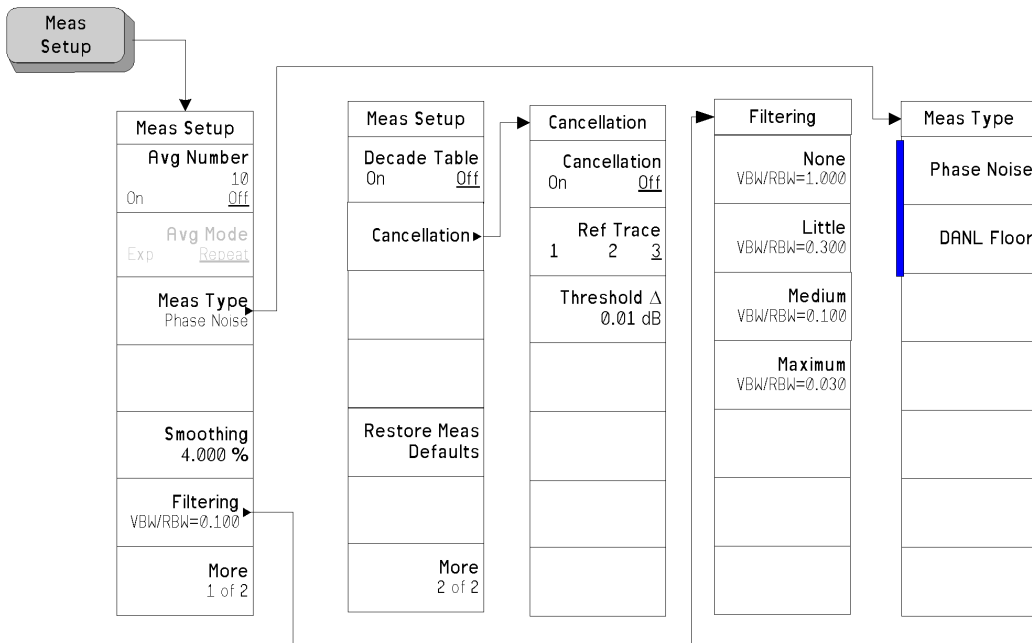 Meas
Setup
Meas Setup
Avg Number
10
On Off
Avg Mode
Exp Repeat
Meas Type
Phase Noise
Smoothing
4.000 %
Filtering
VBW/RBW=0.100
More
1 of 2
Meas Setup
Decade Table
On Off
Cancellation
Restore Meas
Defaults
More
2 of 2
Cancellation
Cancellation
On Off
Ref Trace
1 2 3
Threshold Δ
0.01 dB
Filtering
None
VBW/RBW=1.000
Little
VBW/RBW=0.300
Medium
VBW/RBW=0.100
Maximum
VBW/RBW=0.030
Meas Type
Phase Noise
DANL Floor